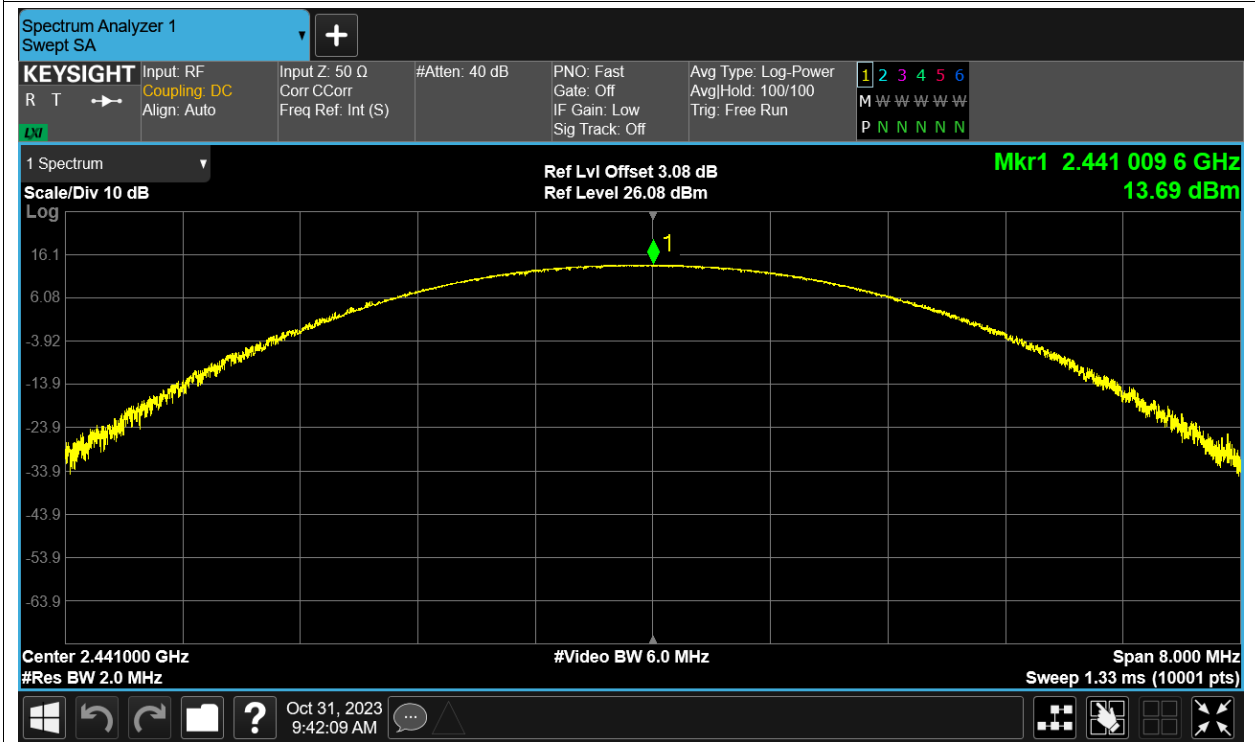 Spectrum Analyzer 1
Swept SA
KEYSIGHT
R T
LXI
Input: RF
Coupling: DC
Align: Auto
Input Z: 50 Ω
Corr CCorr
Freq Ref: Int (S)
#Atten: 40 dB
PNO: Fast
Gate: Off
IF Gain: Low
Sig Track: Off
Avg Type: Log-Power
Avg|Hold: 100/100
Trig: Free Run
1 2 3 4 5 6
M W W W W W
P N N N N N
1 Spectrum
Scale/Div 10 dB
Log
Ref Lvl Offset 3.08 dB
Ref Level 26.08 dBm
Mkr1 2.441 009 6 GHz
13.69 dBm
1
16.1
6.08
-3.92
-13.9
-23.9
-33.9
-43.9
-53.9
-63.9
Center 2.441000 GHz
#Res BW 2.0 MHz
#Video BW 6.0 MHz
Span 8.000 MHz
Sweep 1.33 ms (10001 pts)
?
Oct 31, 2023
9:42:09 AM